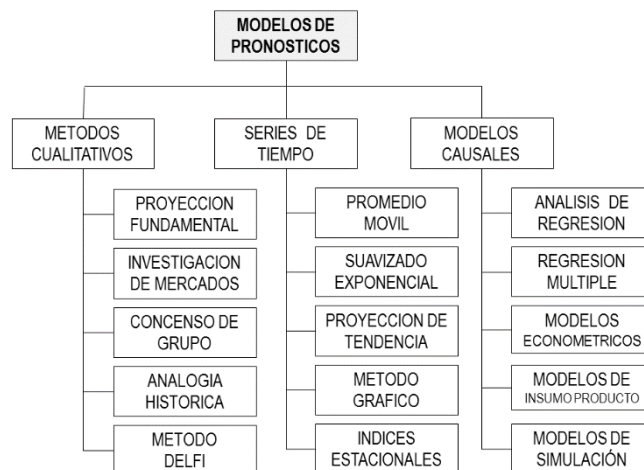 MODELOS DE
PRONOSTICOS
METODOS
CUALITATIVOS
SERIES DE
TIEMPO
MODELOS
CAUSALES
PROYECCION
FUNDAMENTAL
INVESTIGACION
DE MERCADOS
CONCENSO DE
GRUPO
ANALOGIA
HISTORICA
METODO
DELFI
PROMEDIO
MOVIL
SUAVIZADO
EXPONENCIAL
PROYECCION DE
TENDENCIA
METODO
GRAFICO
INDICES
ESTACIONALES
ANALISIS DE
REGRESION
REGRESION
MULTIPLE
MODELOS
ECONOMETRICOS
MODELOS DE
INSUMO PRODUCTO
MODELOS DE
SIMULACIÓN